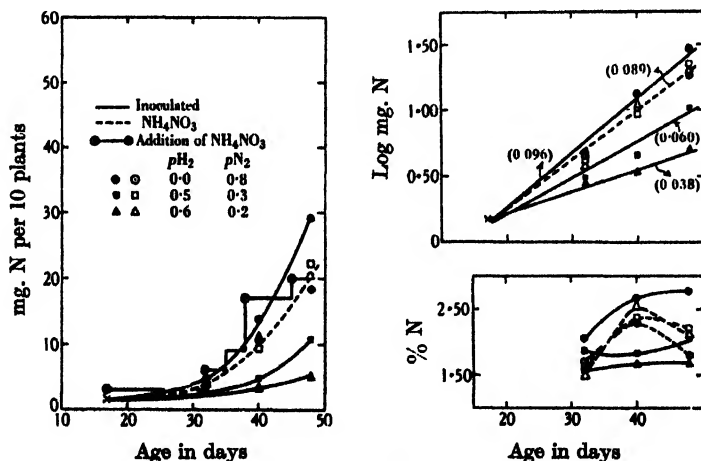 60
50
40
30
20
10
0
mg. N per 10 plants
Inoculated
NH₄NO₃
Addition of NH₄NO₃
pH₂ pN₂
0·0 0·8
0·5 0·3
0·6 0·2
10 20 30 40 50
Age in days
1·50
1·00
0·50
0
Log mg. N
(0 089)
(0 096)
(0·060)
(0 038)
2·50
1·50
% N
20 30 40
Age in days